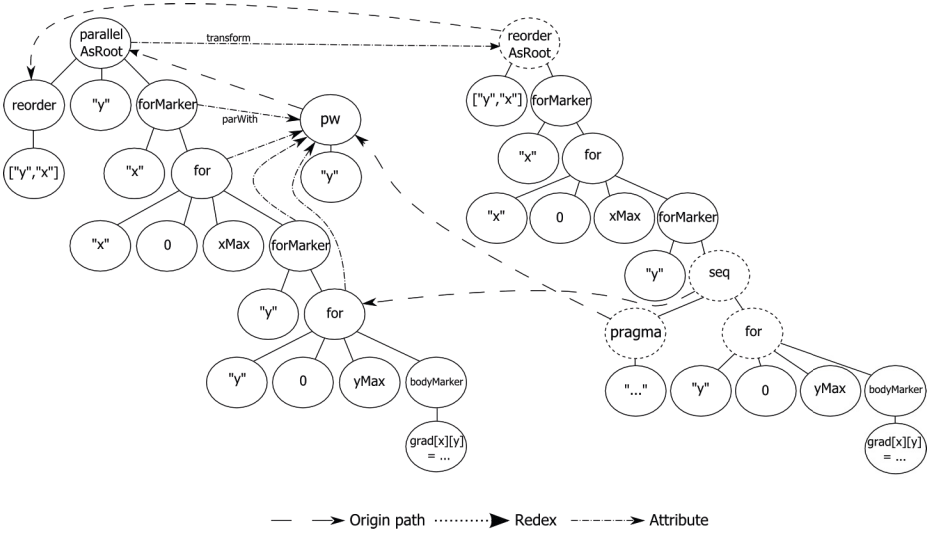 parallel
AsRoot
transform
reorder
AsRoot
reorder
"y"
forMarker
parWith
pw
["y","x"]
forMarker
["y","x"]
"x"
for
"y"
"x"
for
"x"
0
xMax
forMarker
"x"
0
xMax
forMarker
"y"
for
"y"
seq
pragma
for
"y"
0
yMax
bodyMarker
"..."
"y"
0
yMax
bodyMarker
grad[x][y]
= ...
grad[x][y]
= ...
Origin path
Redex
Attribute